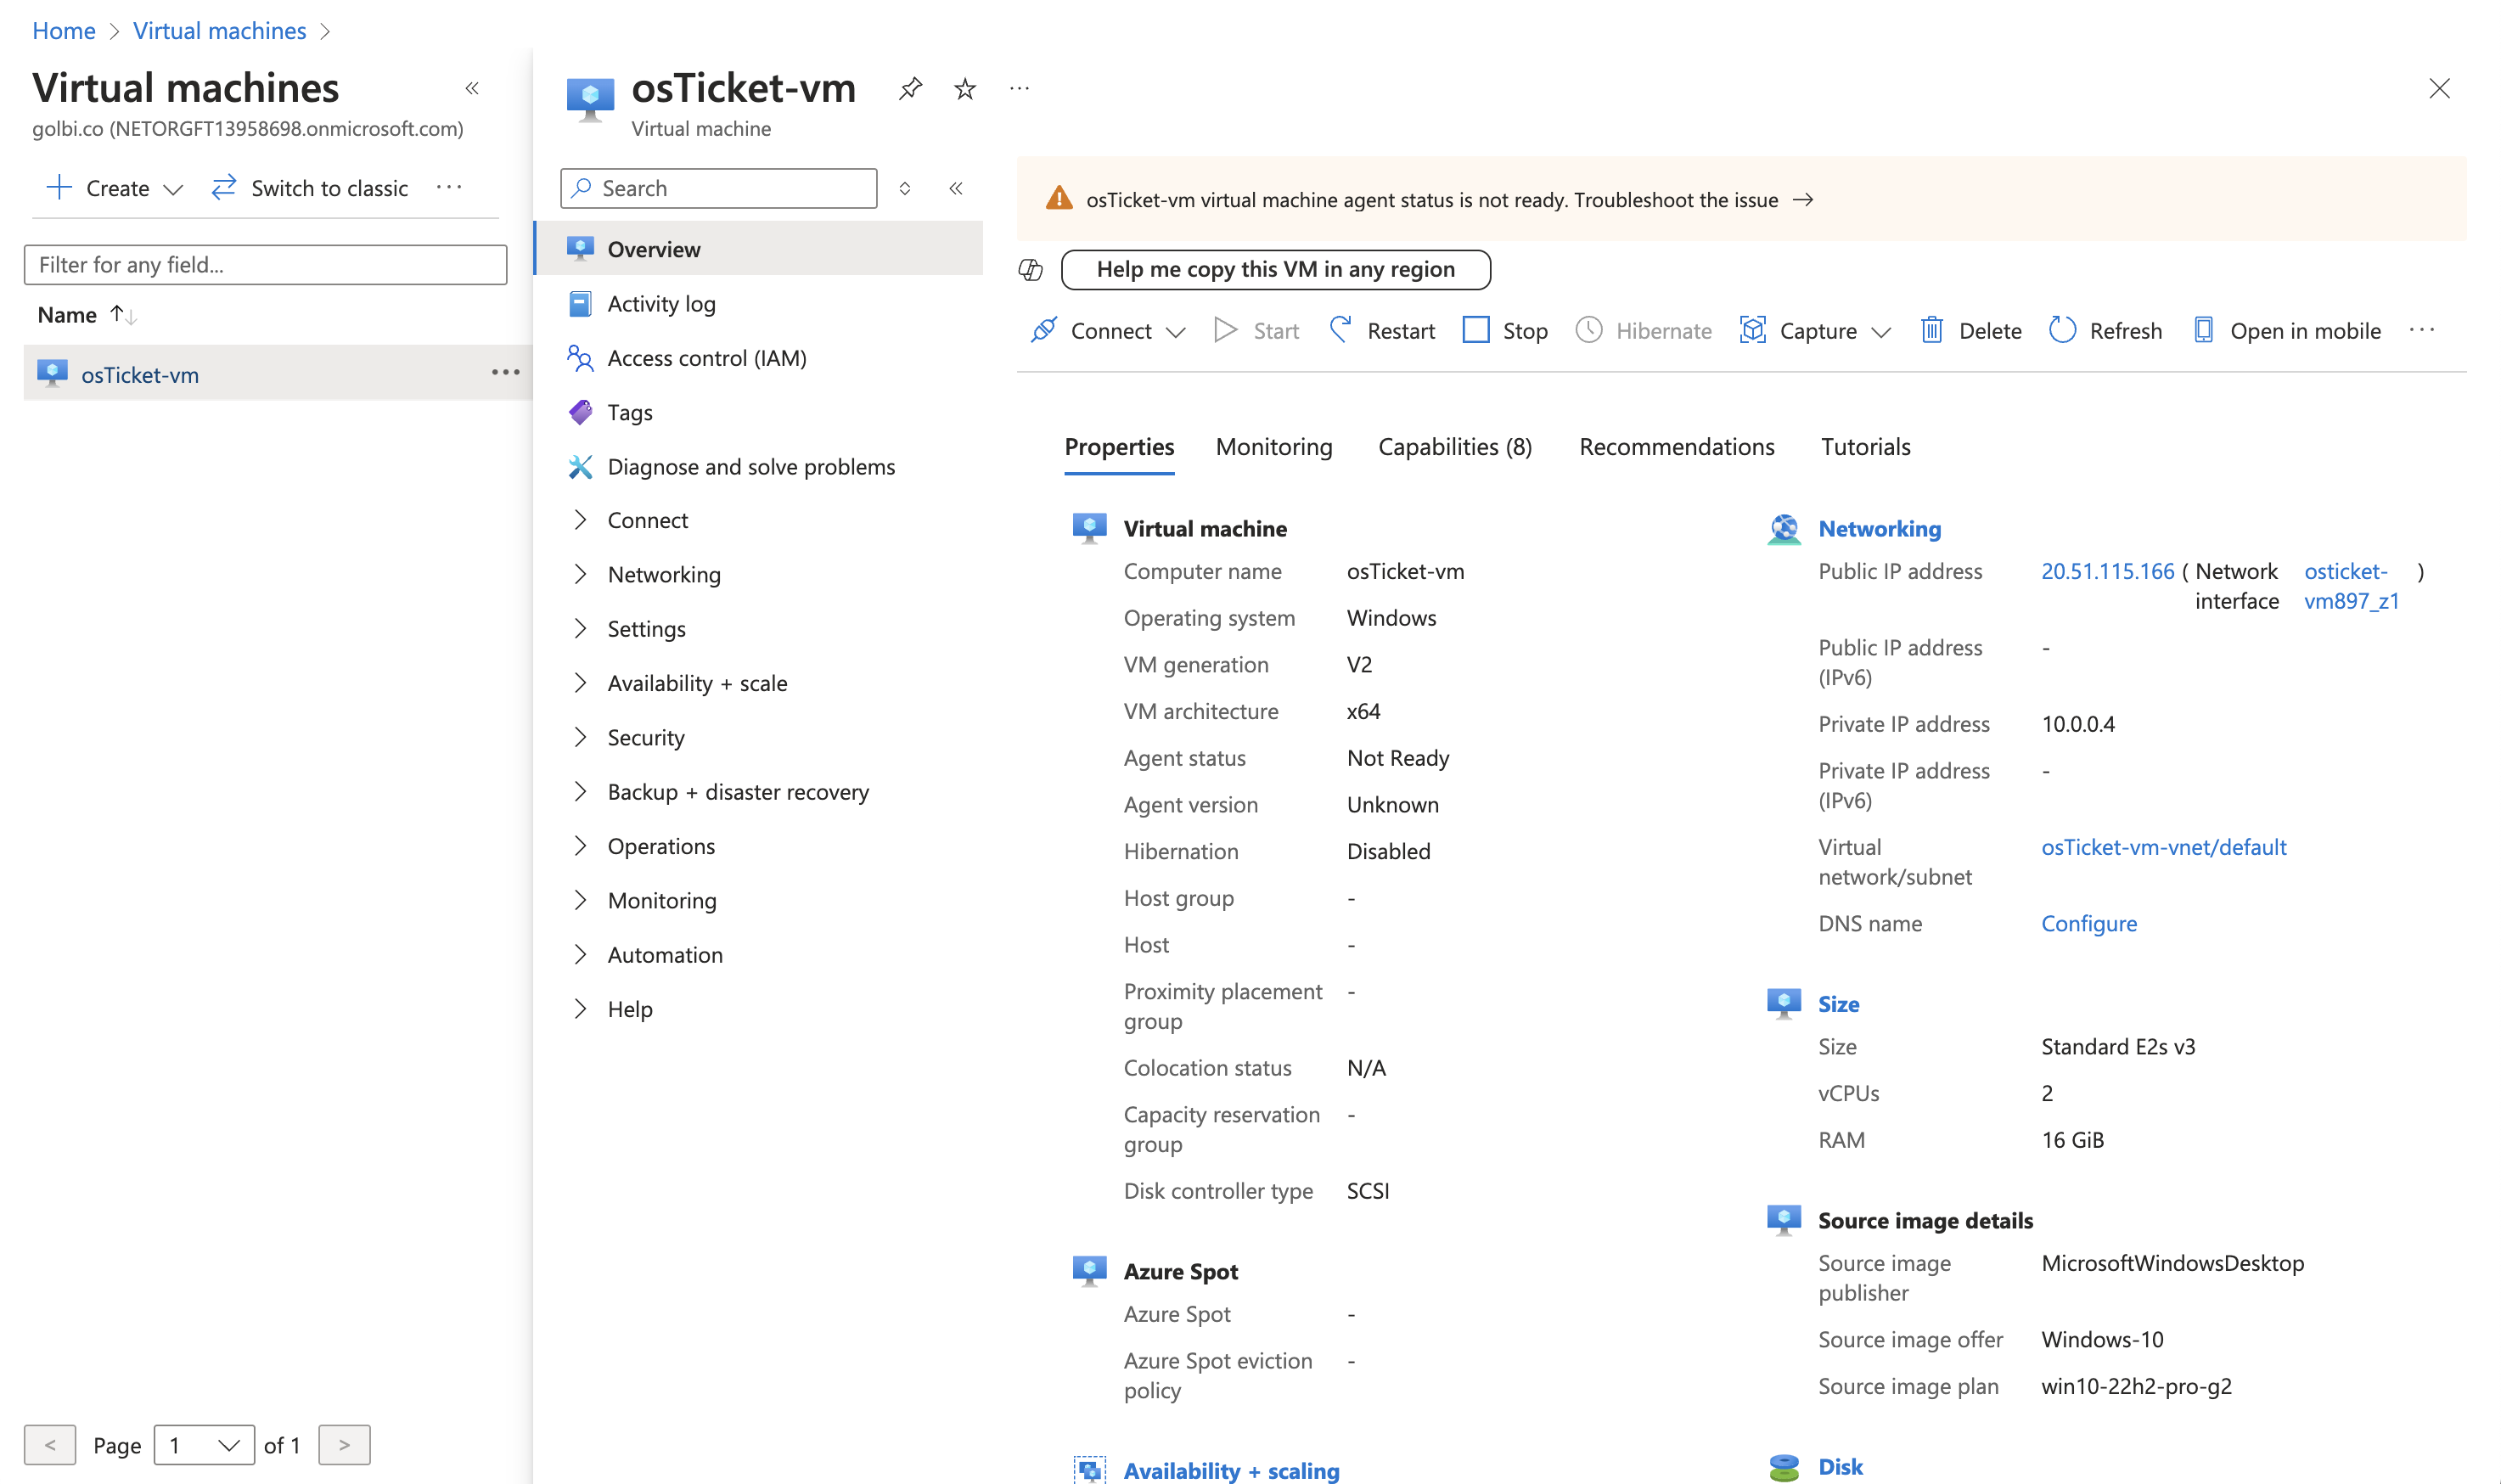 Home > Virtual machines >
Virtual machines
golbi.co (NETORGFT13958698.onmicrosoft.com)
Create
Switch to classic
Filter for any field...
Name
osTicket-vm
< Page 1 of 1 >
osTicket-vm
Virtual machine
Search
Overview
Activity log
Access control (IAM)
Tags
Diagnose and solve problems
Connect
Networking
Settings
Availability + scale
Security
Backup + disaster recovery
Operations
Monitoring
Automation
Help
osTicket-vm virtual machine agent status is not ready. Troubleshoot the issue →
Help me copy this VM in any region
Connect Start Restart Stop Hibernate Capture Delete Refresh Open in mobile
Properties Monitoring Capabilities (8) Recommendations Tutorials
Virtual machine
Computer name osTicket-vm
Operating system Windows
VM generation V2
VM architecture x64
Agent status Not Ready
Agent version Unknown
Hibernation Disabled
Host group -
Host -
Proximity placement -
group
Colocation status N/A
Capacity reservation -
group
Disk controller type SCSI
Azure Spot
Azure Spot -
Azure Spot eviction -
policy
Availability + scaling
Networking
Public IP address 20.51.115.166 ( Network osticket- )
interface vm897_z1
Public IP address -
(IPv6)
Private IP address 10.0.0.4
Private IP address -
(IPv6)
Virtual osTicket-vm-vnet/default
network/subnet
DNS name Configure
Size
Size Standard E2s v3
vCPUs 2
RAM 16 GiB
Source image details
Source image MicrosoftWindowsDesktop
publisher
Source image offer Windows-10
Source image plan win10-22h2-pro-g2
Disk